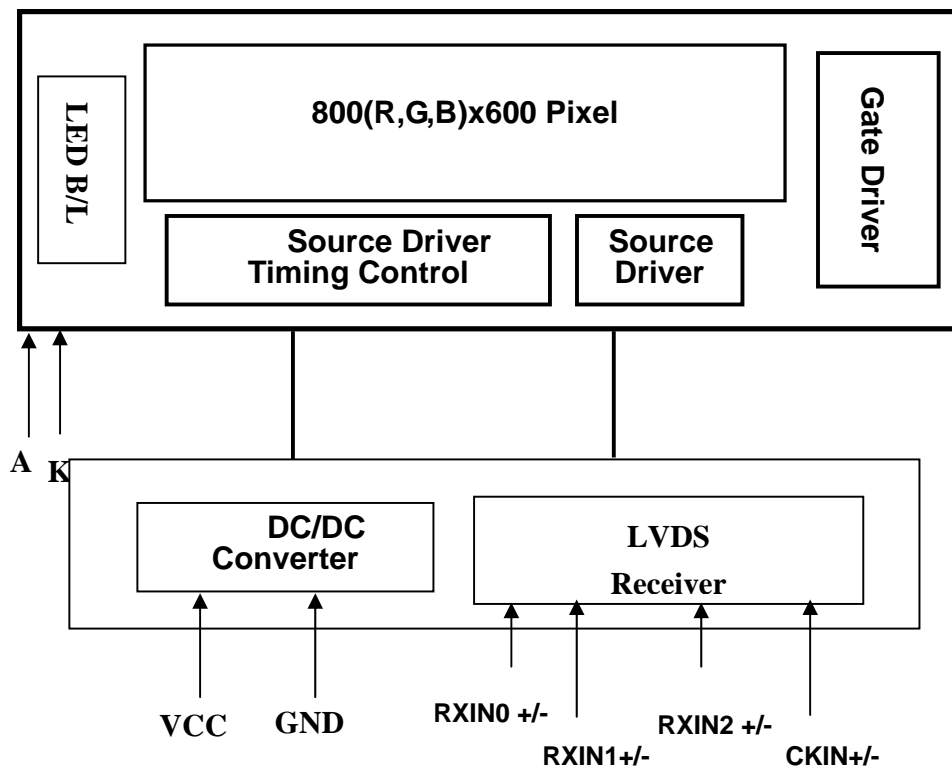 800(R,G,B)x600 Pixel
LED B/L
Gate Driver
Source Driver
Timing Control
Source
Driver
A
K
DC/DC
Converter
LVDS
Receiver
VCC
GND
RXIN0 +/-
RXIN1+/-
RXIN2 +/-
CKIN+/-